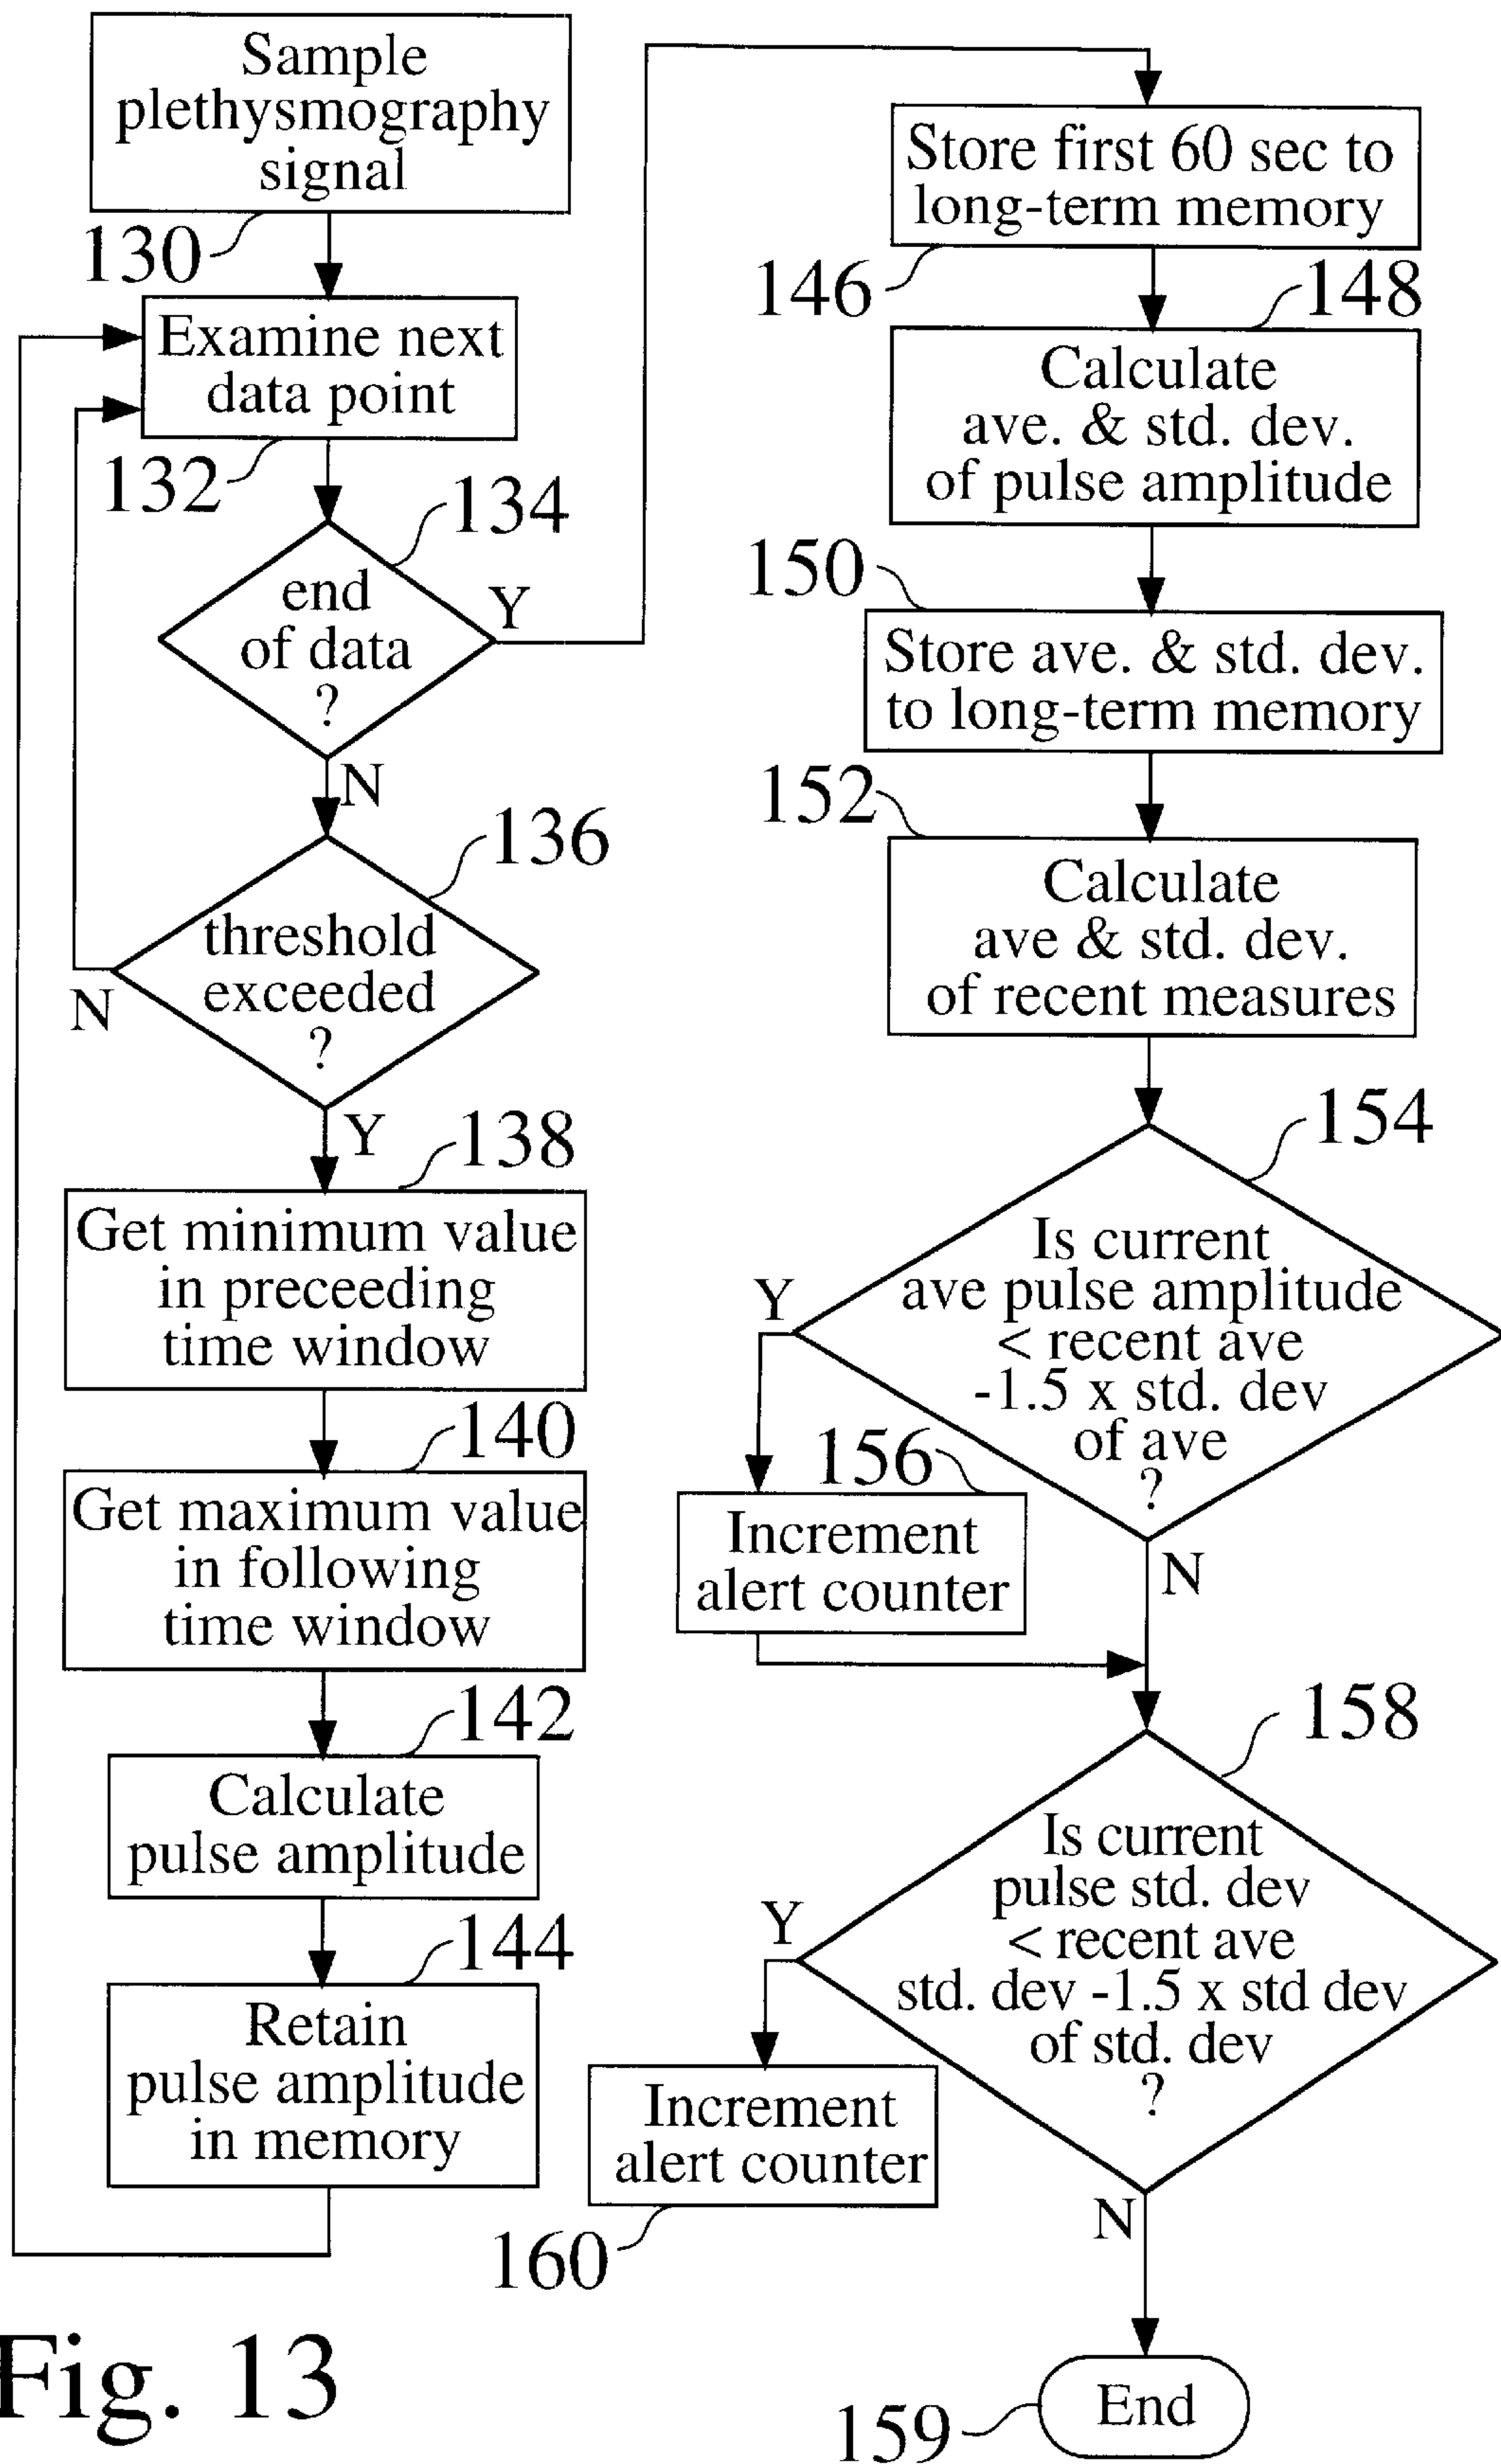 Sample
plethysmography
signal
130
Examine next
data point
132
134
end
of data
?
Y
N
136
threshold
exceeded
?
N
Y
138
Get minimum value
in preceeding
time window
140
Get maximum value
in following
time window
142
Calculate
pulse amplitude
144
Retain
pulse amplitude
in memory
Store first 60 sec to
long-term memory
146
148
Calculate
ave. & std. dev.
of pulse amplitude
150
Store ave. & std. dev.
to long-term memory
152
Calculate
ave & std. dev.
of recent measures
154
Is current
ave pulse amplitude
< recent ave
-1.5 x std. dev
of ave
?
Y
N
156
Increment
alert counter
158
Is current
pulse std. dev
< recent ave
std. dev -1.5 x std dev
of std. dev
?
Y
N
Increment
alert counter
160
End
159
Fig. 13